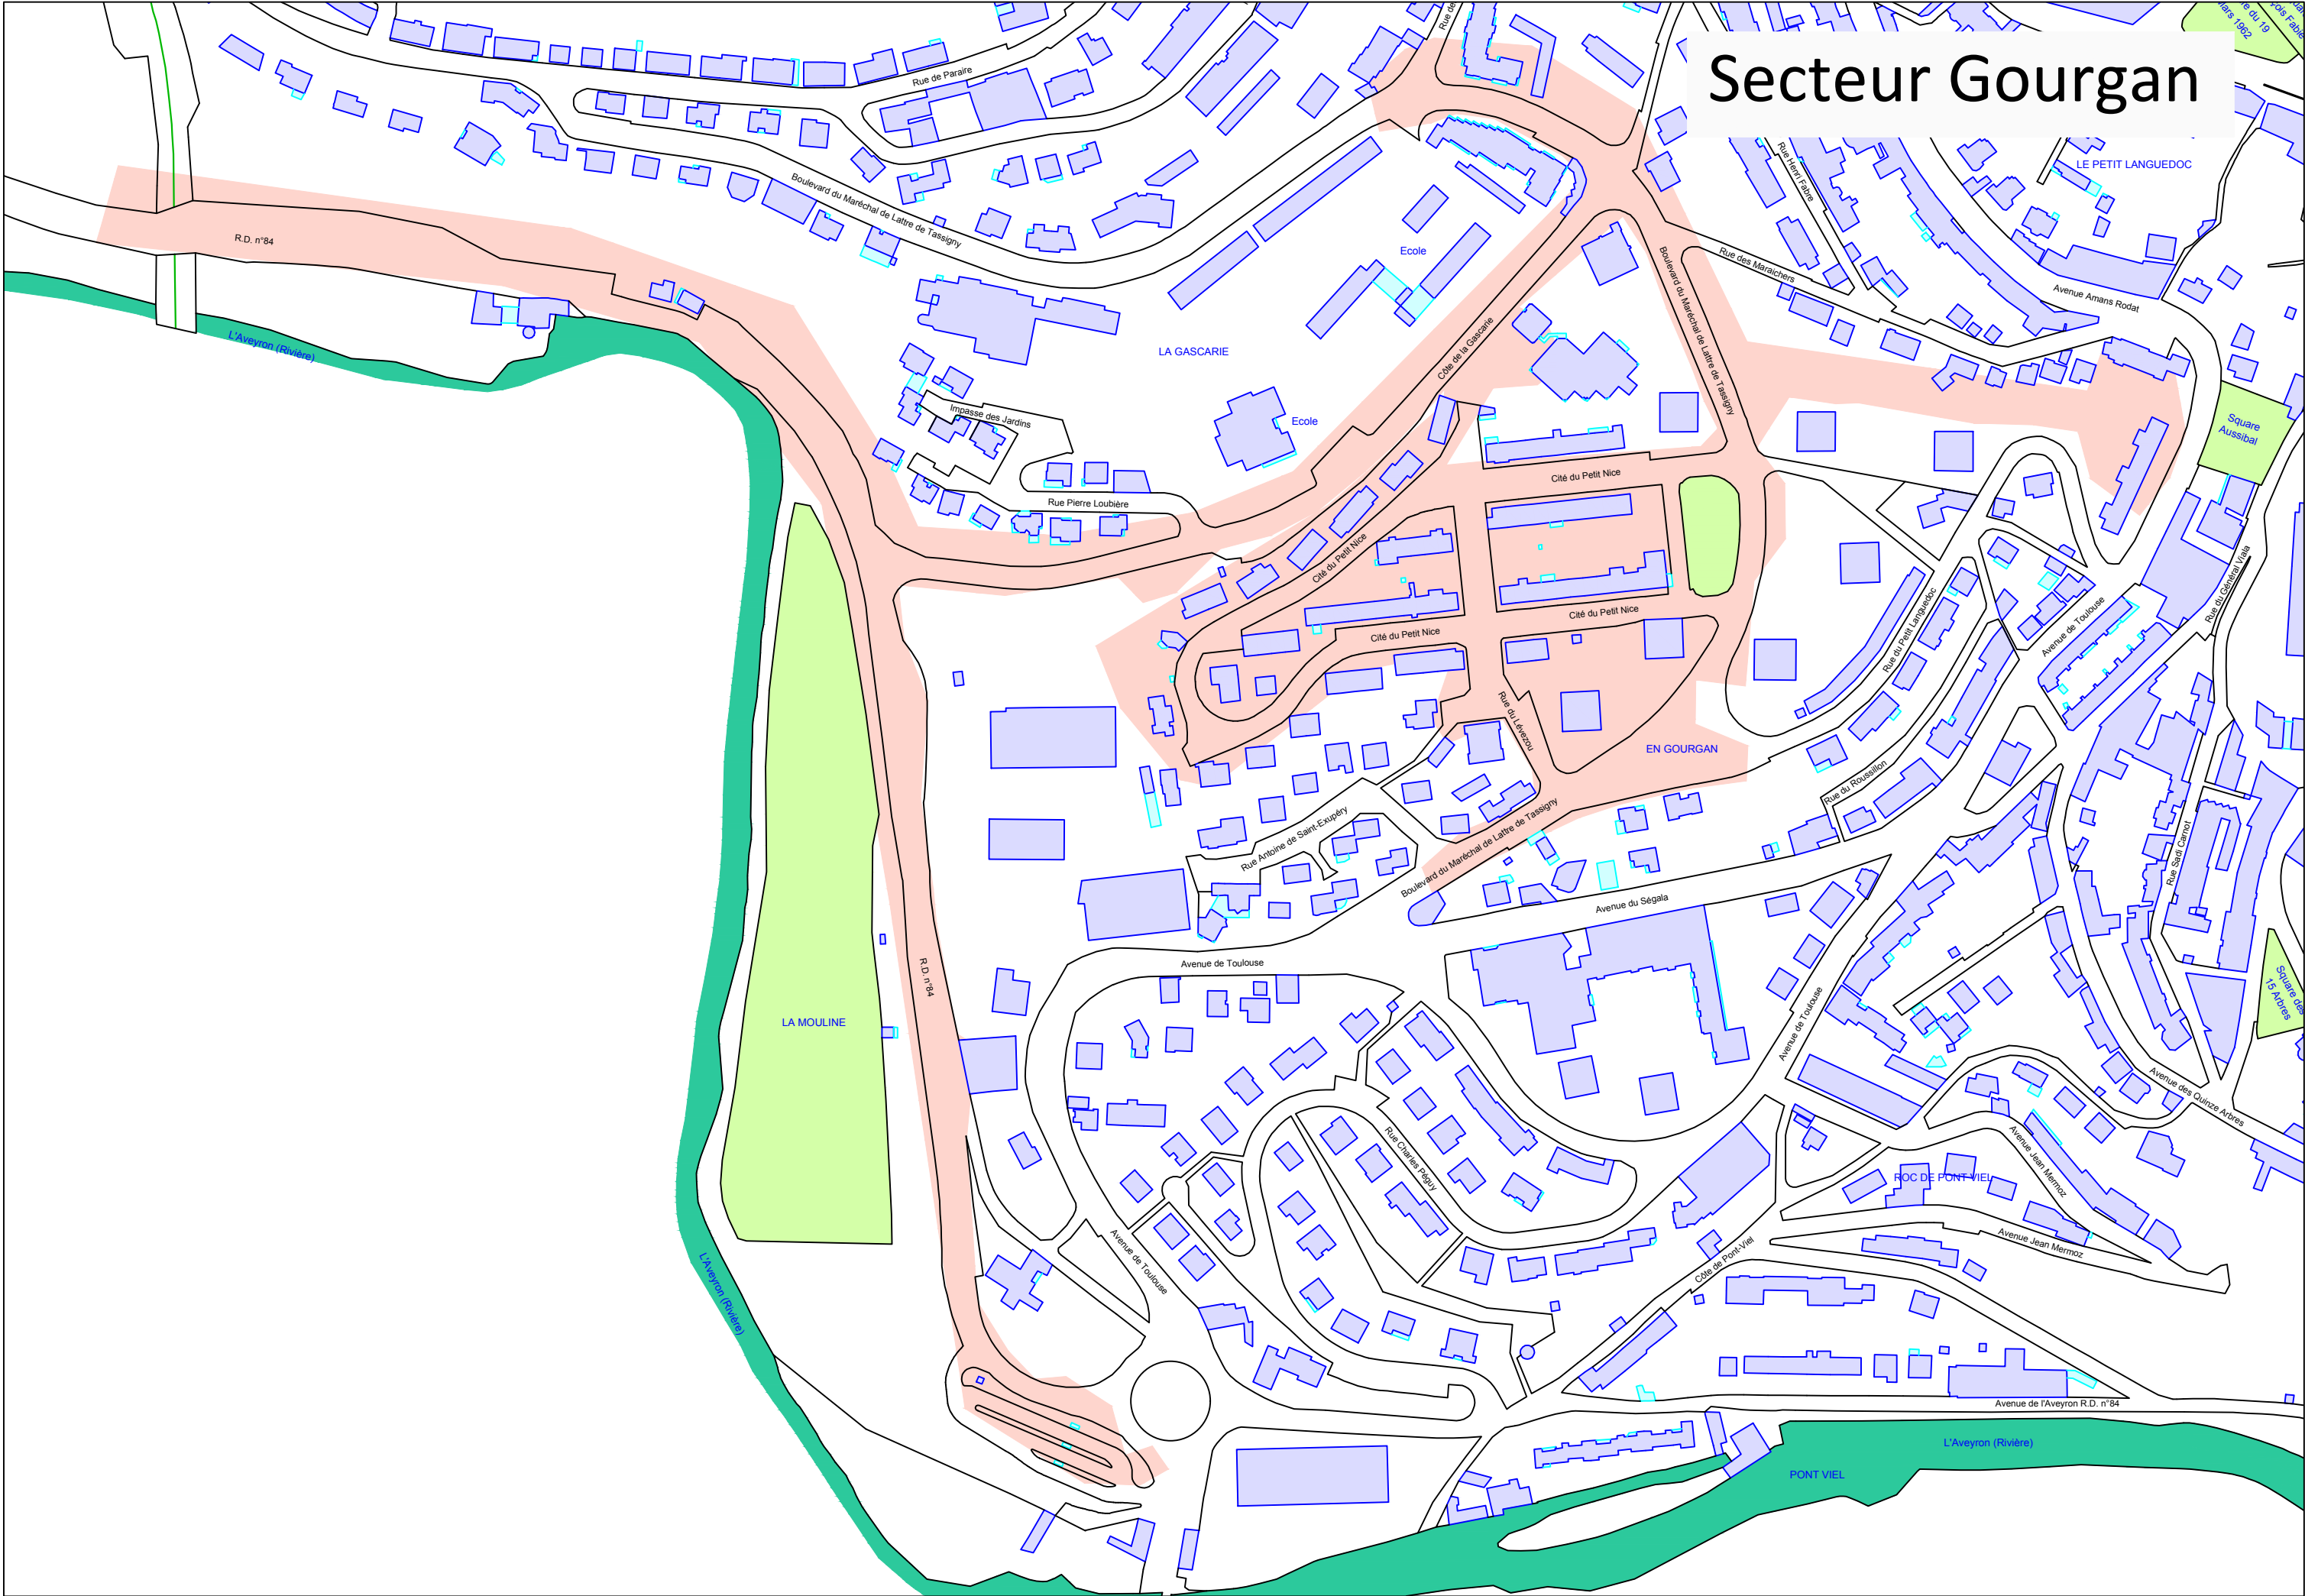 Secteur Gourgan
Rue de Paraire
Boulevard du Maréchal de Lattre de Tassigny
R.D. n°84
L'Aveyron (Rivière)
LA GASCARIE
Ecole
Ecole
Côte de la Gascarie
Boulevard du Maréchal de Lattre de Tassigny
Rue des Maraichers
Rue Henri Fabre
LE PETIT LANGUEDOC
Avenue Amans Rodat
Square
Aussibal
Impasse des Jardins
Rue Pierre Loubière
Cité du Petit Nice
Cité du Petit Nice
Cité du Petit Nice
Cité du Petit Nice
Rue du Lévezou
EN GOURGAN
Rue du Petit Languedoc
Avenue de Toulouse
Rue du Général Viala
Rue du Roussillon
Rue Sadi Carnot
Rue Antoine de Saint-Exupéry
Boulevard du Maréchal de Lattre de Tassigny
Avenue du Ségala
Avenue de Toulouse
R.D. n°84
LA MOULINE
Avenue de Toulouse
Square des
15 Arbres
Avenue des Quinze Arbres
Rue Charles Péguy
Avenue Jean Mermoz
ROC DE PONT VIEL
Avenue Jean Mermoz
Côte de Pont-Viel
Avenue de Toulouse
L'Aveyron (Rivière)
Avenue de l'Aveyron R.D. n°84
L'Aveyron (Rivière)
PONT VIEL